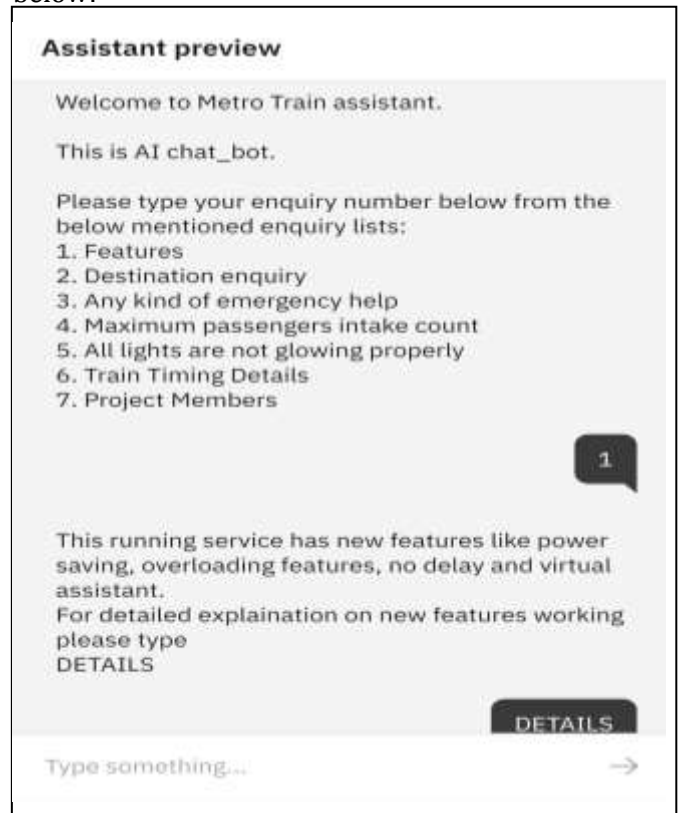 Assistant preview
Welcome to Metro Train assistant.
This is AI chat_bot.
Please type your enquiry number below from the
below mentioned enquiry lists:
1. Features
2. Destination enquiry
3. Any kind of emergency help
4. Maximum passengers intake count
5. All lights are not glowing properly
6. Train Timing Details
7. Project Members
1
This running service has new features like power
saving, overloading features, no delay and virtual
assistant.
For detailed explaination on new features working
please type
DETAILS
DETAILS
Type something...